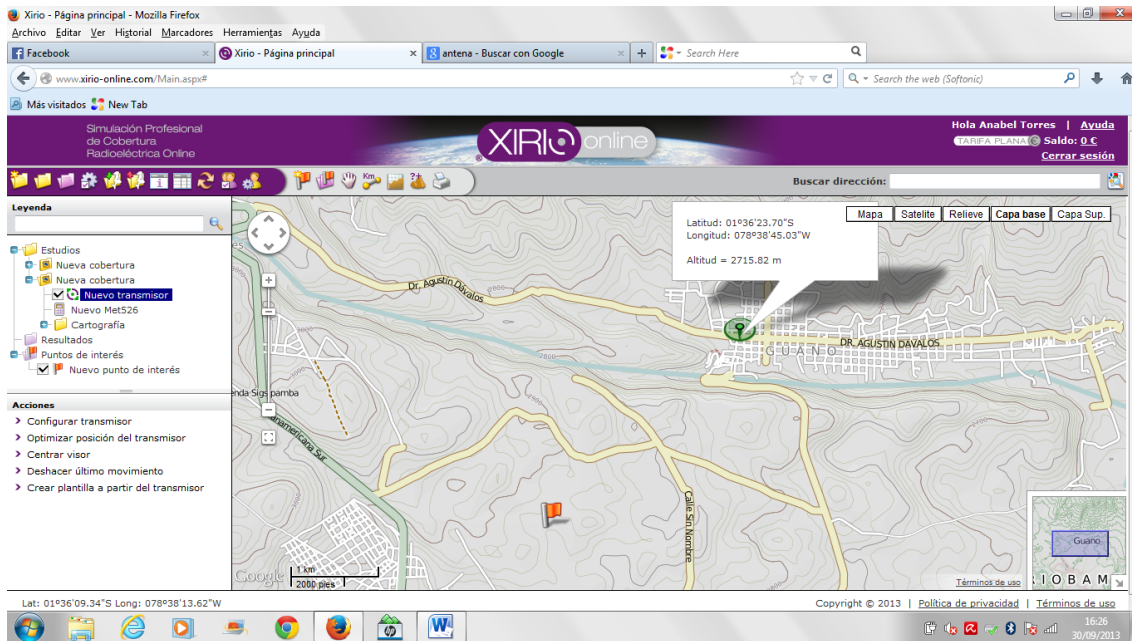 Xirio - Página principal - Mozilla Firefox
Archivo Editar Ver Historial Marcadores Herramientas Ayuda
Facebook
Xirio - Página principal
antena - Buscar con Google
Search Here
www.xirio-online.com/Main.aspx#
Search the web (Softonic)
Más visitados New Tab
Simulación Profesional
de Cobertura
Radioeléctrica Online
XIRIO online
Hola Anabel Torres | Ayuda
TARIFA PLANA Saldo: 0 €
Cerrar sesión
Km
Buscar dirección:
Leyenda
Estudios
Nueva cobertura
Nueva cobertura
Nuevo transmisor
Nuevo Met526
Cartografía
Resultados
Puntos de interés
Nuevo punto de interés
Acciones
Configurar transmisor
Optimizar posición del transmisor
Centrar visor
Deshacer último movimiento
Crear plantilla a partir del transmisor
Latitud: 01º36'23.70"S
Longitud: 078º38'45.03"W
Altitud = 2715.82 m
Mapa Satelite Relieve Capa base Capa Sup.
Dr. Agustin Dávalos
DR. AGUSTIN DAVALOS
GUANO
2800
Panamericana Sur
Calle Sin Nombre
Guano
Google
1 km
2000 pies
Términos de uso
IOBAM
Lat: 01º36'09.34"S Long: 078º38'13.62"W
Copyright © 2013 | Política de privacidad | Términos de uso
16:26
30/09/2013